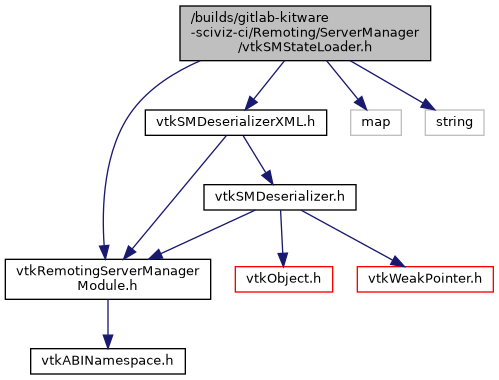 /builds/gitlab-kitware
-sciviz-ci/Remoting/ServerManager
/vtkSMStateLoader.h
vtkSMDeserializerXML.h
map
string
vtkSMDeserializer.h
vtkRemotingServerManager
Module.h
vtkObject.h
vtkWeakPointer.h
vtkABINamespace.h